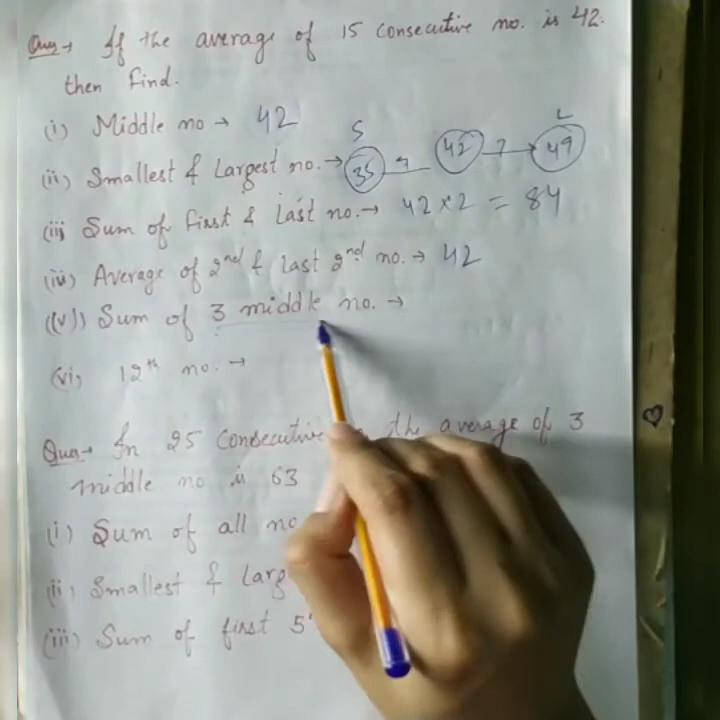 Que→ If the average of 15 consecutive no. is 42.
then find.
(i) Middle no → 42
(ii) Smallest & Largest no. → S 35 7 42 7 L 49
(iii) Sum of first & last no. → 42 × 2 = 84
(iv) Average of 2nd & last 2nd no. → 42
(v) Sum of 3 middle no. →
(vi) 12th no. →
Que→ In 25 Consecutive the average of 3
middle no is 63
(i) Sum of all no
(ii) Smallest & Larg
(iii) Sum of first 5